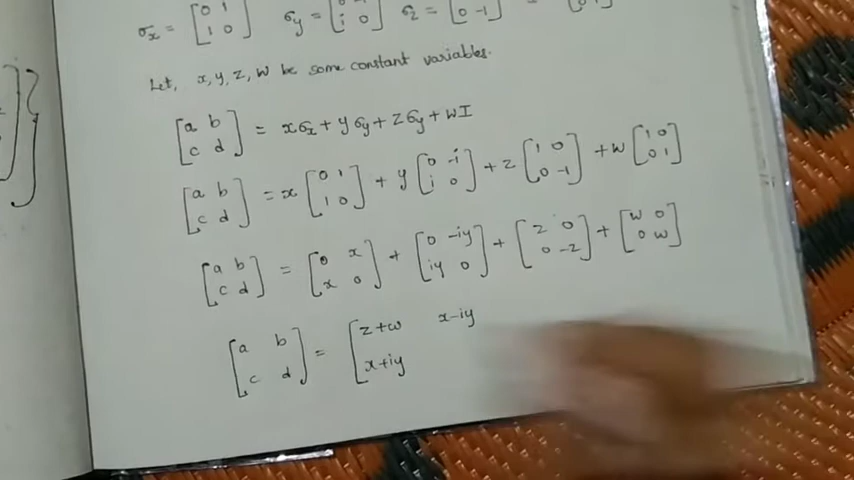 σx = [0 1 1 0] σy = [0 -i i 0] σz = [0 -1] =
Let, x, y, z, w be some constant variables.
[a b c d] = xσx + yσy + zσy + wI
[a b c d] = x [0 1 1 0] + y [0 -i i 0] + z [1 0 0 -1] + w [1 0 0 1]
[a b c d] = [0 x x 0] + [0 -iy iy 0] + [z 0 0 -z] + [w 0 0 w]
[a b c d] = [z+w x-iy x+iy